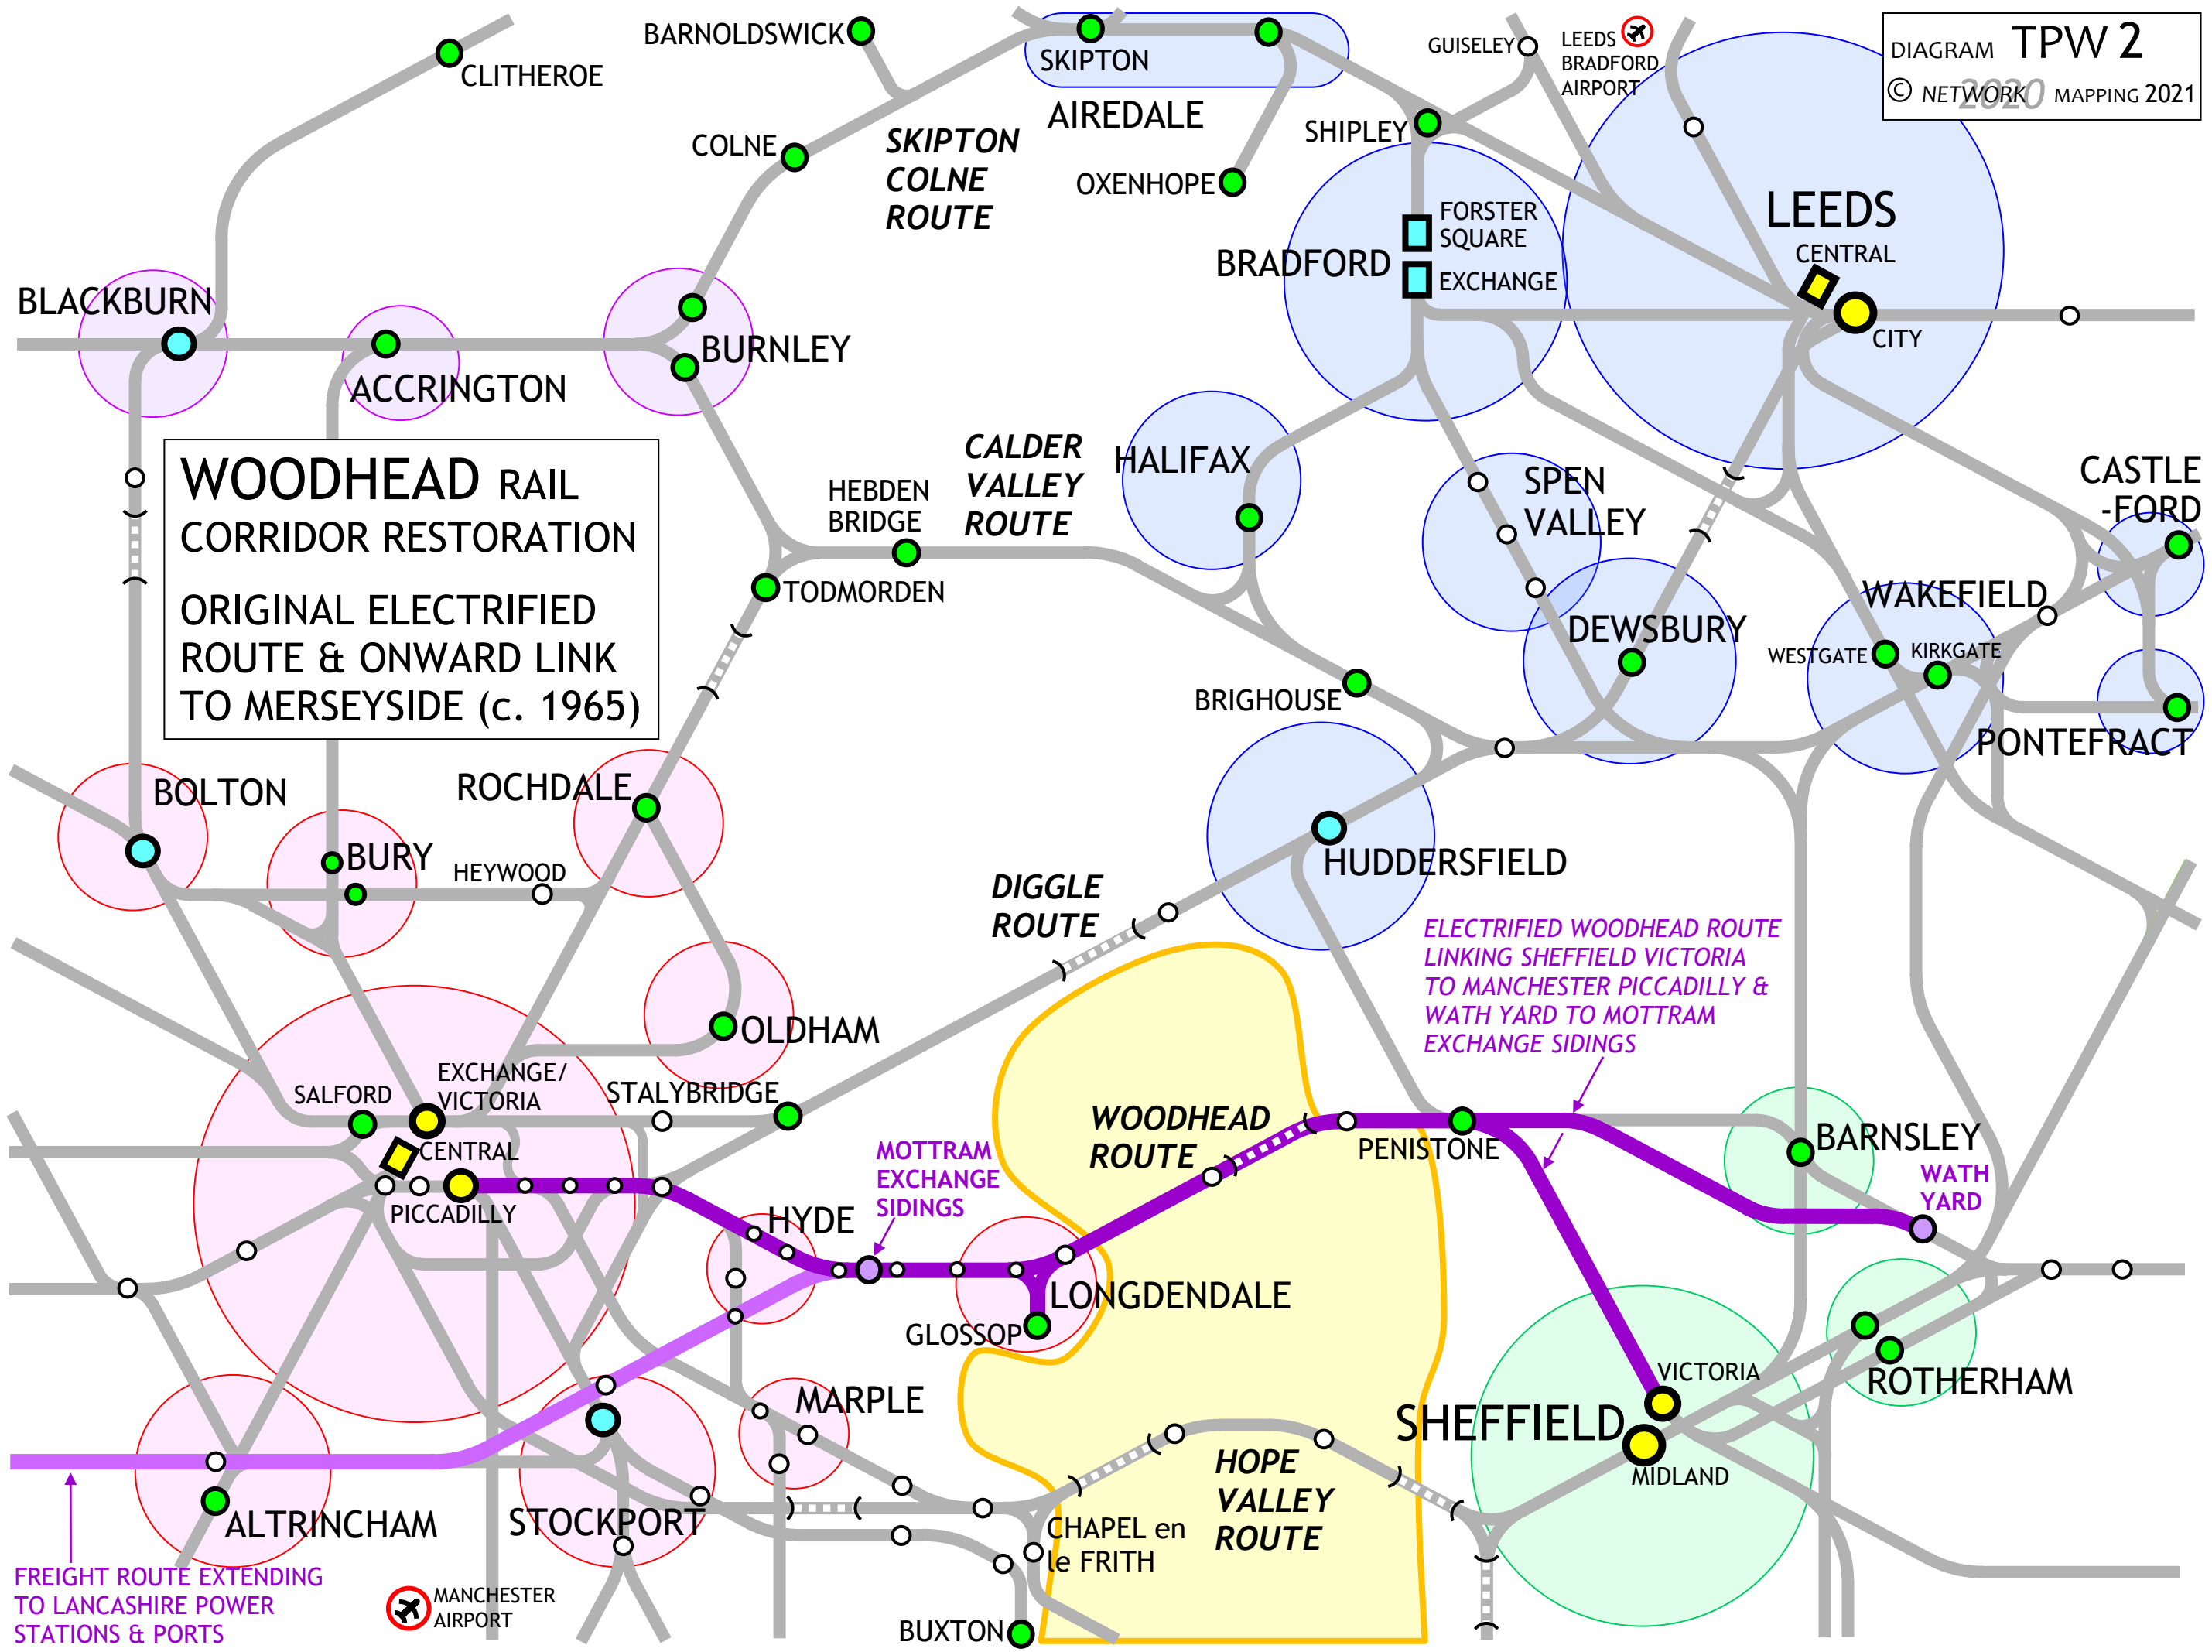 CLITHEROE
BARNOLDSWICK
SKIPTON
AIREDALE
COLNE
SKIPTON
COLNE
ROUTE
OXENHOPE
SHIPLEY
GUISELEY
LEEDS
BRADFORD
AIRPORT
DIAGRAM TPW 2
© NETWORK 2020 MAPPING 2021
FORSTER
SQUARE
BRADFORD
EXCHANGE
LEEDS
CENTRAL
CITY
BLACKBURN
ACCRINGTON
BURNLEY
WOODHEAD RAIL
CORRIDOR RESTORATION
ORIGINAL ELECTRIFIED
ROUTE & ONWARD LINK
TO MERSEYSIDE (c. 1965)
HEBDEN
BRIDGE
CALDER
VALLEY
ROUTE
HALIFAX
SPEN
VALLEY
CASTLE
-FORD
TODMORDEN
DEWSBURY
WAKEFIELD
WESTGATE
KIRKGATE
BRIGHOUSE
PONTEFRACT
BOLTON
ROCHDALE
BURY
HEYWOOD
HUDDERSFIELD
DIGGLE
ROUTE
ELECTRIFIED WOODHEAD ROUTE
LINKING SHEFFIELD VICTORIA
TO MANCHESTER PICCADILLY &
WATH YARD TO MOTTRAM
EXCHANGE SIDINGS
OLDHAM
EXCHANGE/
VICTORIA
SALFORD
STALYBRIDGE
CENTRAL
PICCADILLY
MOTTRAM
EXCHANGE
SIDINGS
WOODHEAD
ROUTE
PENISTONE
BARNSLEY
WATH
YARD
HYDE
LONGDENDALE
GLOSSOP
VICTORIA
ROTHERHAM
SHEFFIELD
MIDLAND
MARPLE
HOPE
VALLEY
ROUTE
ALTRINCHAM
STOCKPORT
CHAPEL en
le FRITH
FREIGHT ROUTE EXTENDING
TO LANCASHIRE POWER
STATIONS & PORTS
MANCHESTER
AIRPORT
BUXTON